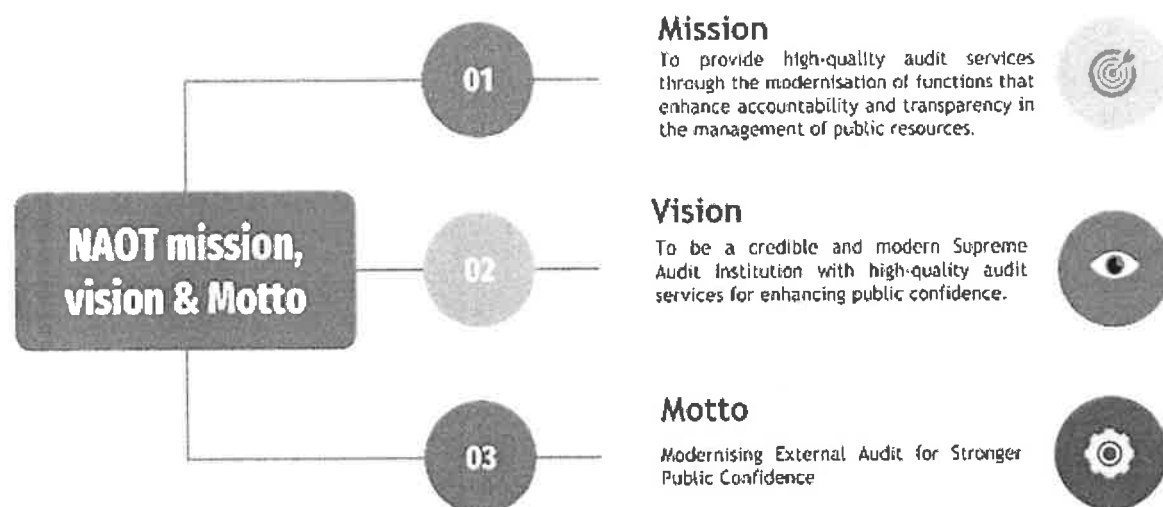 NAOT mission,
vision & Motto
01
Mission
To provide high-quality audit services
through the modernisation of functions that
enhance accountability and transparency in
the management of public resources.
02
Vision
To be a credible and modern Supreme
Audit Institution with high-quality audit
services for enhancing public confidence.
03
Motto
Modernising External Audit for Stronger
Public Confidence